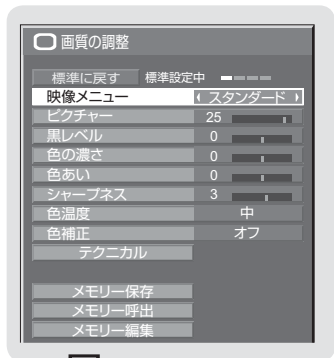 画質の調整
標準に戻す 標準設定中
映像メニュー スタンダード
ピクチャー 25
黒レベル 0
色の濃さ 0
色あい 0
シャープネス 3
色温度 中
色補正 オフ
テクニカル
メモリー保存
メモリー呼出
メモリー編集